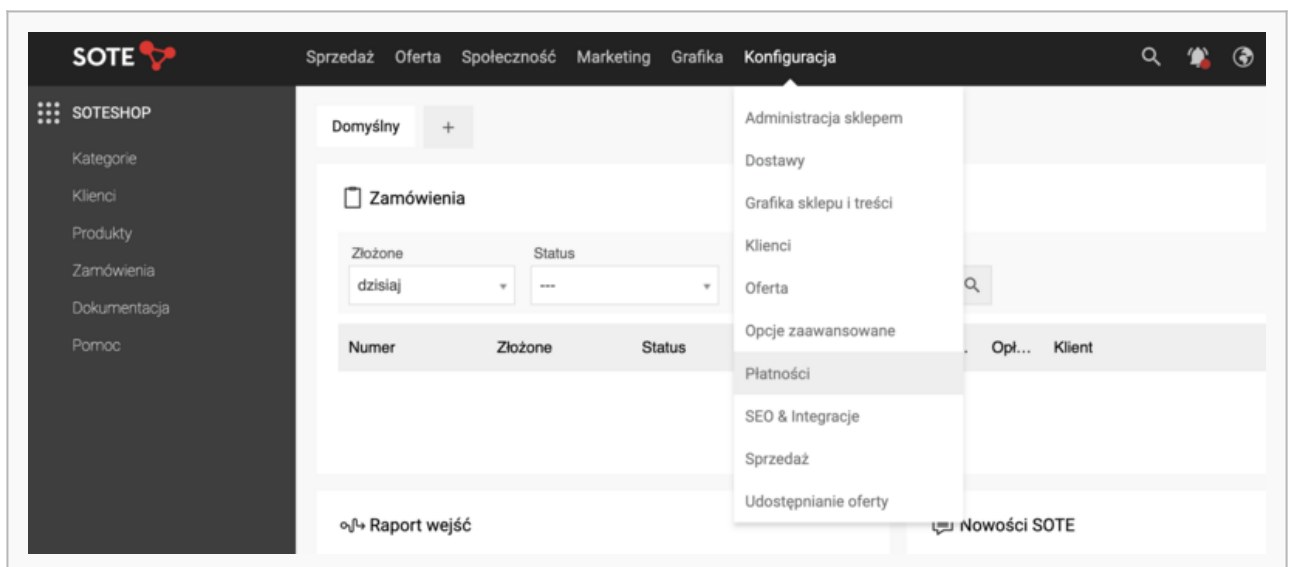 SOTE
Sprzedaż Oferta Społeczność Marketing Grafika Konfiguracja
SOTESHOP
Kategorie
Klienci
Produkty
Zamówienia
Dokumentacja
Pomoc
Domyślny +
Zamówienia
Złożone Status
dzisiaj ---
Numer Złożone Status . Opł... Klient
Administracja sklepem
Dostawy
Grafika sklepu i treści
Klienci
Oferta
Opcje zaawansowane
Płatności
SEO & Integracje
Sprzedaż
Udostępnianie oferty
Raport wejść
Nowości SOTE